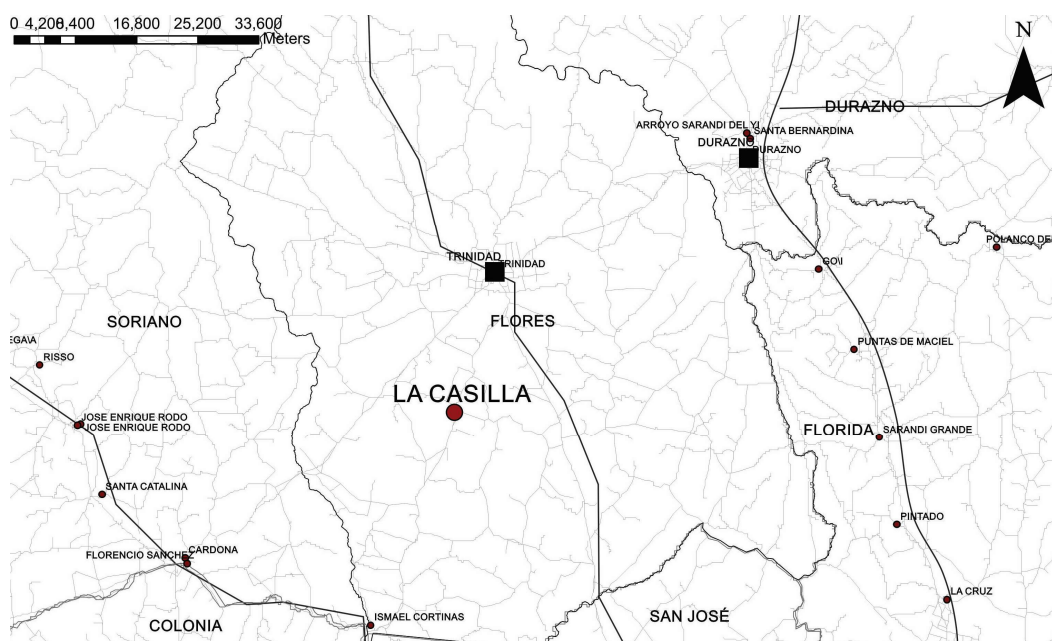 0 4,200 8,400 16,800 25,200 33,600
Meters
N
DURAZNO
ARROYO SARANDI DEL YI
SANTA BERNARDINA
DURAZNO
DURAZNO
POLANCO DE
TRINIDAD
TRINIDAD
GOÑI
SORIANO
FLORES
EGAÑA
RISSO
PUNTAS DE MACIEL
LA CASILLA
JOSE ENRIQUE RODO
JOSE ENRIQUE RODO
FLORIDA
SARANDI GRANDE
SANTA CATALINA
PINTADO
CARDONA
FLORENCIO SANCHEZ
LA CRUZ
ISMAEL CORTINAS
SAN JOSÉ
COLONIA